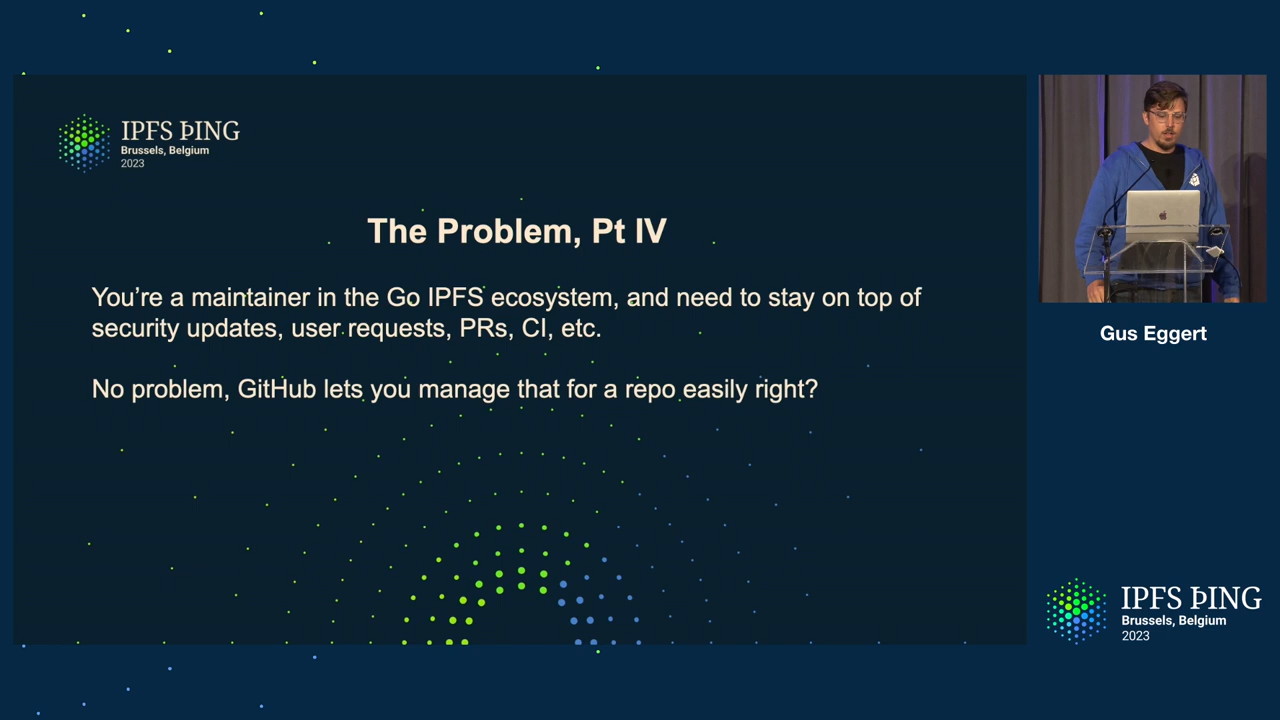 IPFS ÞING
Brussels, Belgium
2023
The Problem, Pt IV
You’re a maintainer in the Go IPFS ecosystem, and need to stay on top of
security updates, user requests, PRs, CI, etc.
No problem, GitHub lets you manage that for a repo easily right?
Gus Eggert
IPFS ÞING
Brussels, Belgium
2023